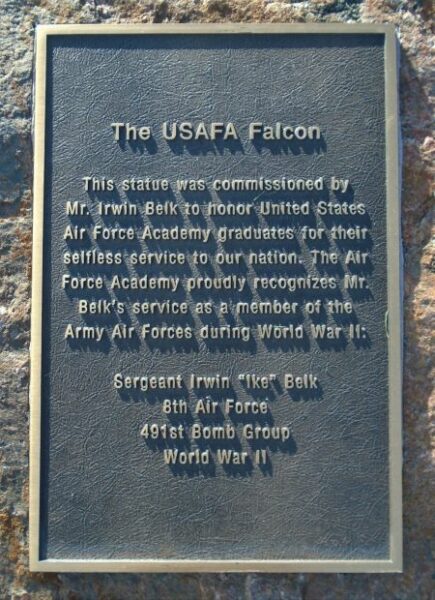 The USAFA Falcon
This statue was commissioned by
Mr. Irwin Belk to honor United States
Air Force Academy graduates for their
selfless service to our nation. The Air
Force Academy proudly recognizes Mr.
Belk's service as a member of the
Army Air Forces during World War II:
Sergeant Irwin "Ike" Belk
8th Air Force
491st Bomb Group
World War II